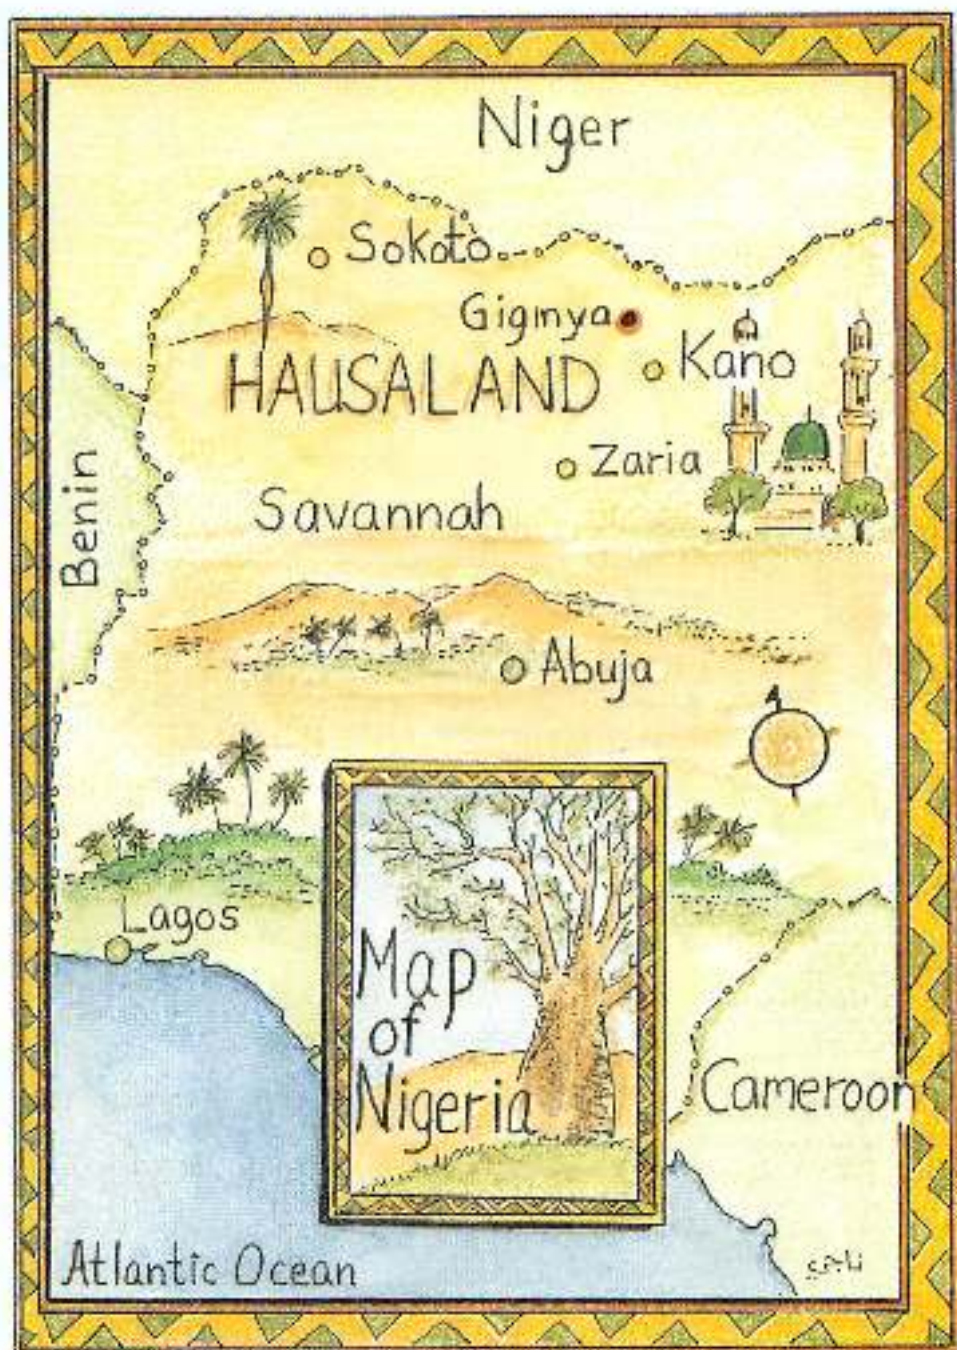 Niger
Sokoto
Giginya
Kano
HAUSALAND
Zaria
Savannah
Benin
Abuja
Lagos
Map
of
Nigeria
Cameroon
Atlantic Ocean